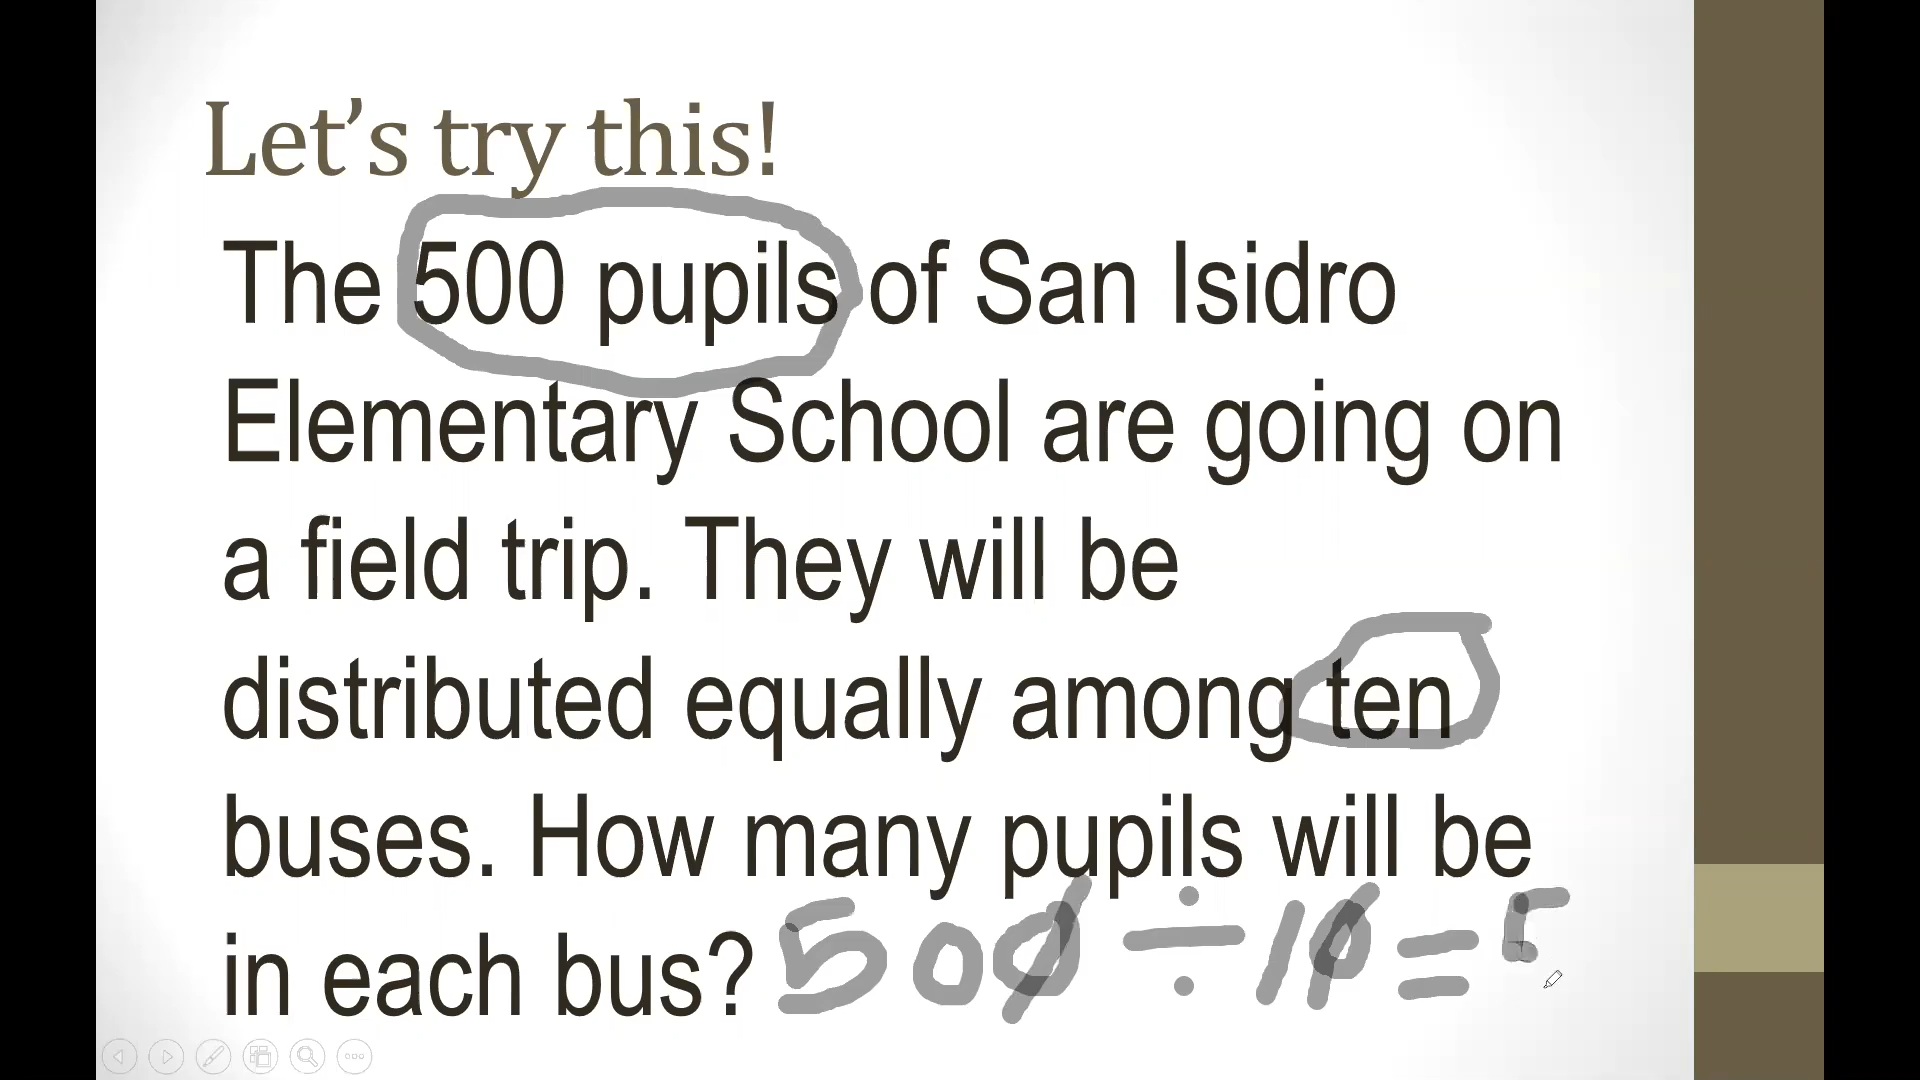 Let’s try this!
The 500 pupils of San Isidro
Elementary School are going on
a field trip. They will be
distributed equally among ten
buses. How many pupils will be
in each bus? 500 ÷ 10 = 5